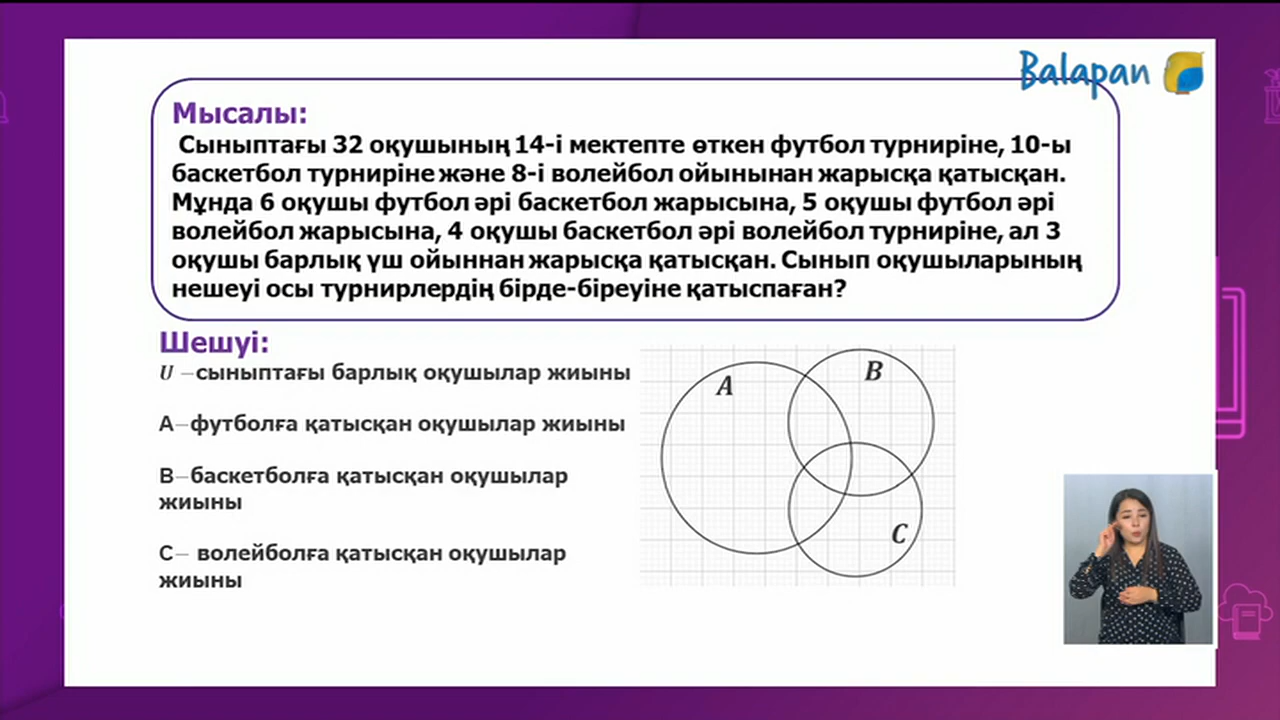 Balapan
Мысалы:
Сыныптағы 32 оқушының 14-і мектепте өткен футбол турниріне, 10-ы
баскетбол турниріне және 8-і волейбол ойынынан жарысқа қатысқан.
Мұнда 6 оқушы футбол әрі баскетбол жарысына, 5 оқушы футбол әрі
волейбол жарысына, 4 оқушы баскетбол әрі волейбол турниріне, ал 3
оқушы барлық үш ойыннан жарысқа қатысқан. Сынып оқушыларының
нешеуі осы турнирлердің бірде-біреуіне қатыспаған?
Шешуі:
U –сыныптағы барлық оқушылар жиыны
A–футболға қатысқан оқушылар жиыны
B–баскетболға қатысқан оқушылар
жиыны
C– волейболға қатысқан оқушылар
жиыны
A
B
C